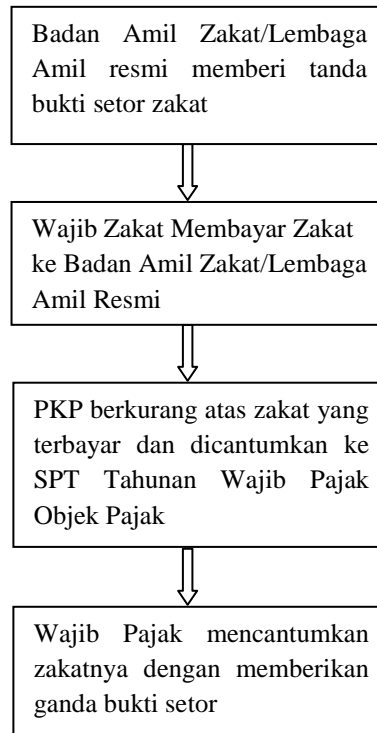 Badan Amil Zakat/Lembaga
Amil resmi memberi tanda
bukti setor zakat
Wajib Zakat Membayar Zakat
ke Badan Amil Zakat/Lembaga
Amil Resmi
PKP berkurang atas zakat yang
terbayar dan dicantumkan ke
SPT Tahunan Wajib Pajak
Objek Pajak
Wajib Pajak mencantumkan
zakatnya dengan memberikan
ganda bukti setor